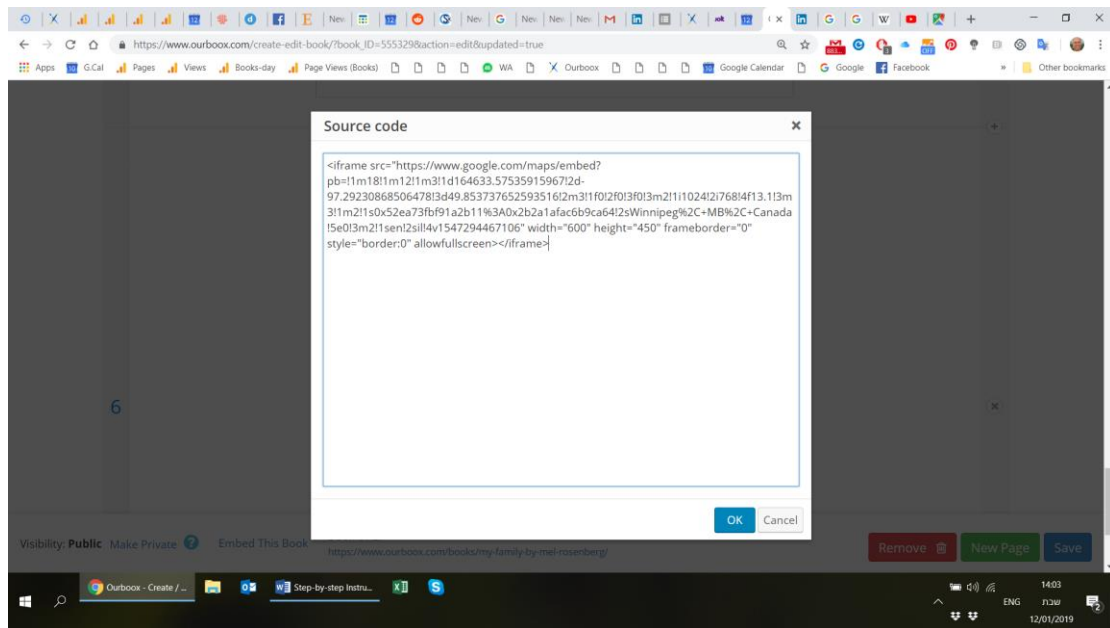 New
New
New
New
New
https://www.ourboox.com/create-edit-book/?book_ID=555329&action=edit&updated=true
Apps
G.Cal
Pages
Views
Books-day
Page Views (Books)
WA
Ourboox
Google Calendar
Google
Facebook
»
Other bookmarks
Source code
<iframe src="https://www.google.com/maps/embed?
pb=!1m18!1m12!1m3!1d164633.57535915967!2d-
97.29230868506478!3d49.853737652593516!2m3!1f0!2f0!3f0!3m2!1i1024!2i768!4f13.1!3m
3!1m2!1s0x52ea73fbf91a2b11%3A0x2b2a1afac6b9ca64!2sWinnipeg%2C+MB%2C+Canada
!5e0!3m2!1sen!2sil!4v1547294467106" width="600" height="450" frameborder="0"
style="border:0" allowfullscreen></iframe>
6
OK
Cancel
Visibility: Public
Make Private
Embed This Book
https://www.ourboox.com/books/my-family-by-mel-rosenberg/
Remove
New Page
Save
Ourboox - Create / ...
Step-by-step Instru...
ENG
14:03
שבת
12/01/2019